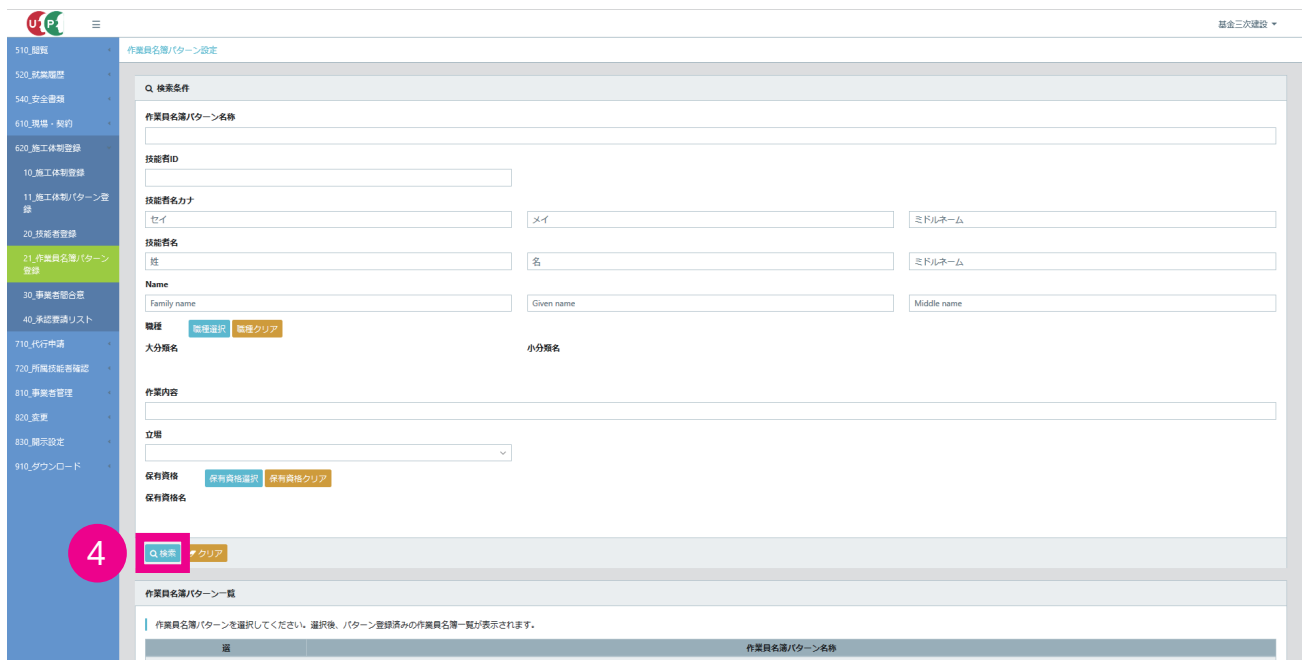 U P
☰
基金三次建設
510_閲覧
520_就業履歴
540_安全書類
610_現場・契約
620_施工体制登録
10_施工体制登録
11_施工体制パターン登
録
20_技能者登録
21_作業員名簿パターン
登録
30_事業者間合意
40_承認要請リスト
710_代行申請
720_所属技能者確認
810_事業者管理
820_変更
830_開示設定
910_ダウンロード
作業員名簿パターン設定
検索条件
作業員名簿パターン名称
技能者ID
技能者名カナ
セイ メイ ミドルネーム
技能者名
姓 名 ミドルネーム
Name
Family name Given name Middle name
職種 職種選択 職種クリア
大分類名 小分類名
作業内容
立場
保有資格 保有資格選択 保有資格クリア
保有資格名
4 検索 クリア
作業員名簿パターン一覧
作業員名簿パターンを選択してください。選択後、パターン登録済みの作業員名簿一覧が表示されます。
選 作業員名簿パターン名称